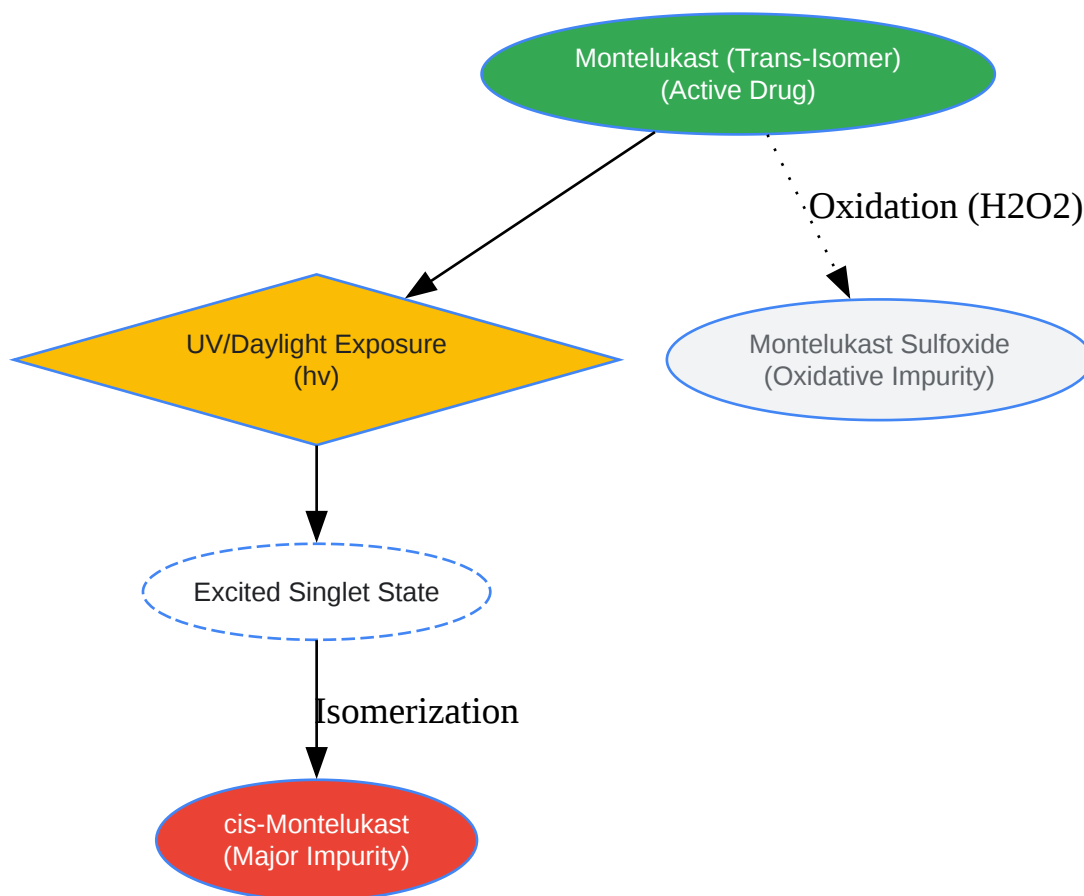 Montelukast (Trans-Isomer)
(Active Drug)
Oxidation (H2O2)
UV/Daylight Exposure
(hv)
Montelukast Sulfoxide
(Oxidative Impurity)
Excited Singlet State
Isomerization
cis-Montelukast
(Major Impurity)